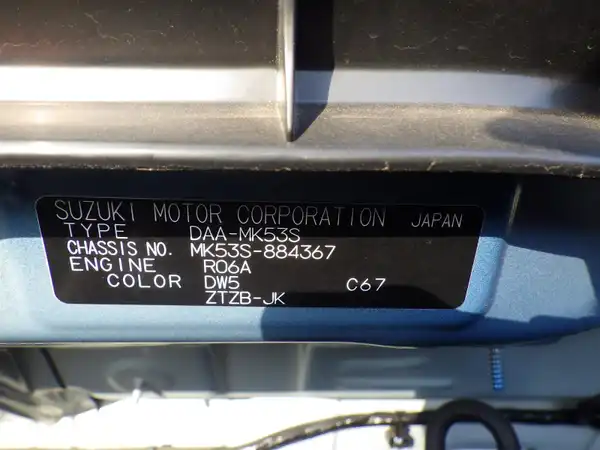 SUZUKI MOTOR CORPORATION JAPAN
TYPE DAA-MK53S
CHASSIS NO. MK53S-884367
ENGINE R06A
COLOR DW5 C67
ZTZB-JK